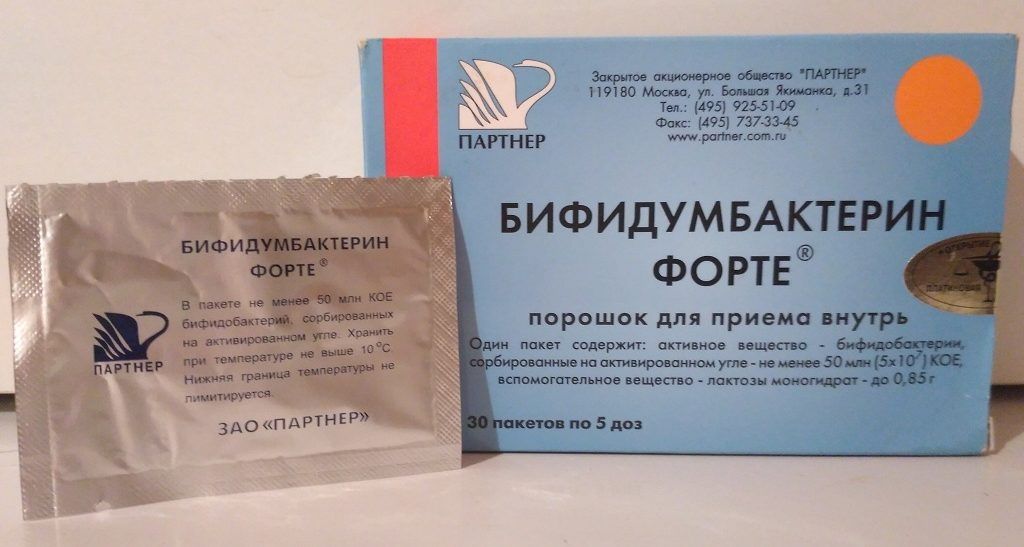 БИФИДУМБАКТЕРИН
ФОРТЕ®
В пакете не менее 50 млн КОЕ
бифидобактерий, сорбированных
на активированном угле. Хранить
при температуре не выше 10°С.
Нижняя граница температуры не
лимитируется.
ПАРТНЕР
ЗАО «ПАРТНЕР»
ПАРТНЕР
Закрытое акционерное общество "ПАРТНЕР"
119180 Москва, ул. Большая Якиманка, д.31
Тел.: (495) 925-51-09
Факс: (495) 737-33-45
www.partner.com.ru
БИФИДУМБАКТЕРИН
ФОРТЕ®
порошок для приема внутрь
Один пакет содержит: активное вещество - бифидобактерии,
сорбированные на активированном угле - не менее 50 млн (5х10⁷) КОЕ,
вспомогательное вещество - лактозы моногидрат - до 0,85 г
30 пакетов по 5 доз
ОТКРЫТИЕ
ПЛАТИНОВАЯ